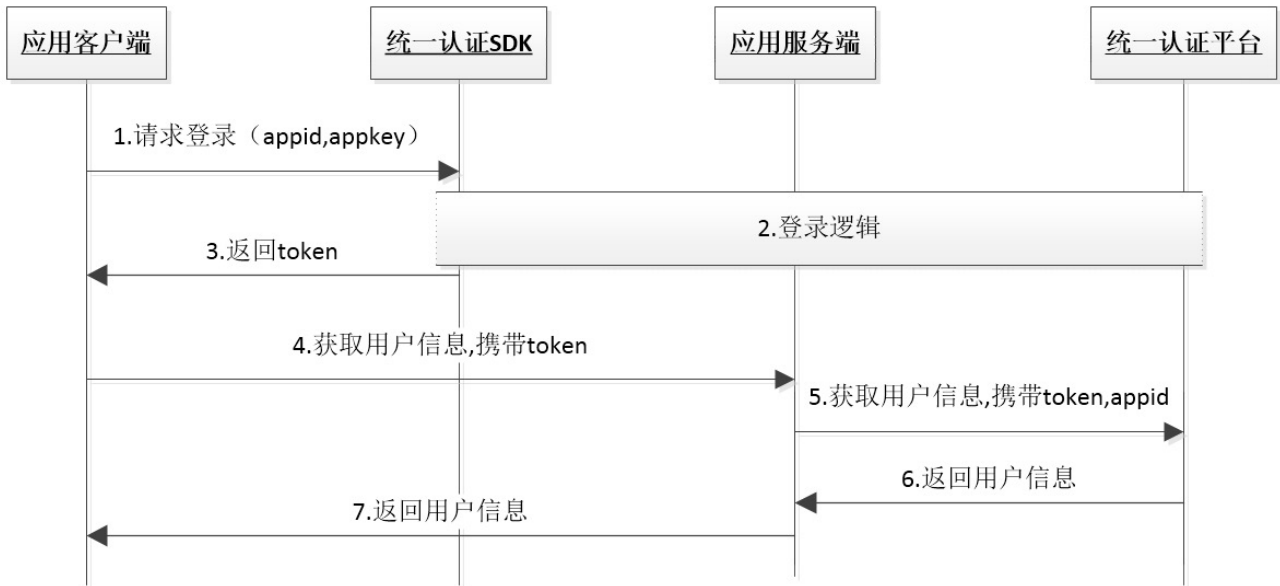 应用客户端
统一认证SDK
应用服务端
统一认证平台
1.请求登录（appid,appkey）
2.登录逻辑
3.返回token
4.获取用户信息,携带token
5.获取用户信息,携带token,appid
6.返回用户信息
7.返回用户信息